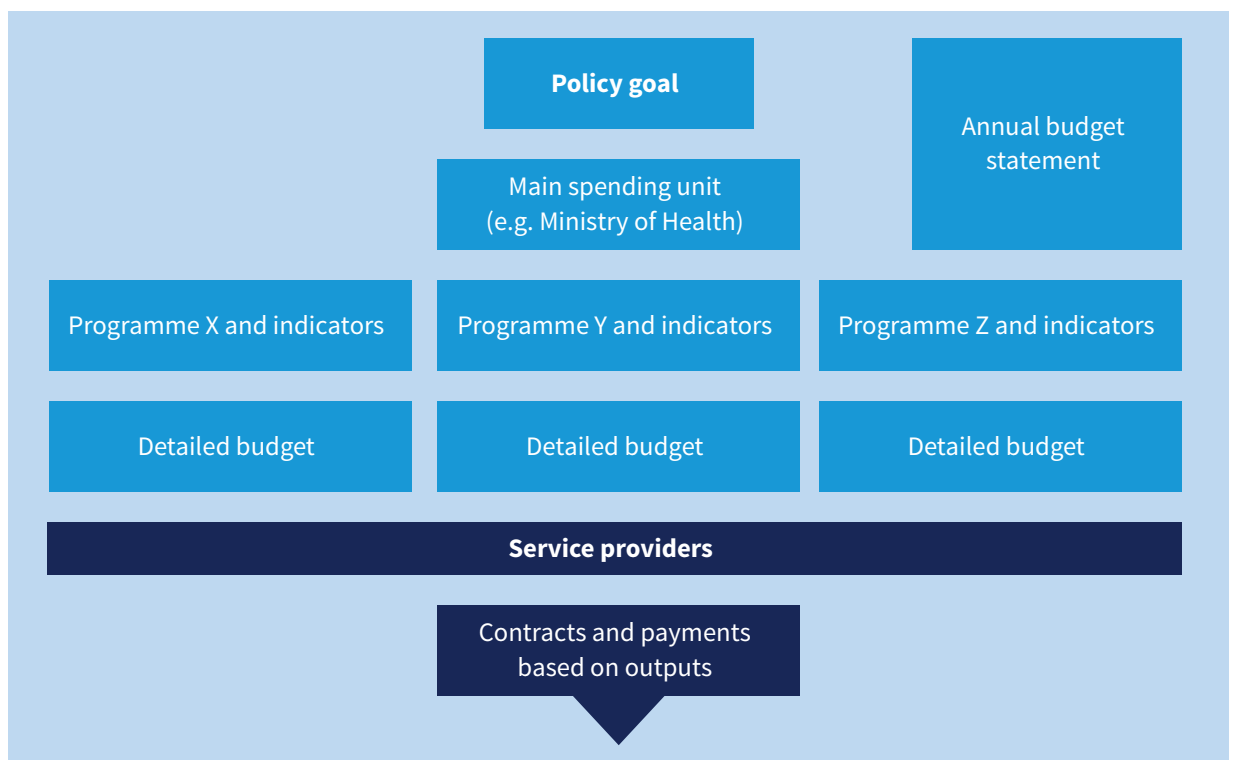 Policy goal
Annual budget
statement
Main spending unit
(e.g. Ministry of Health)
Programme X and indicators
Programme Y and indicators
Programme Z and indicators
Detailed budget
Detailed budget
Detailed budget
Service providers
Contracts and payments
based on outputs